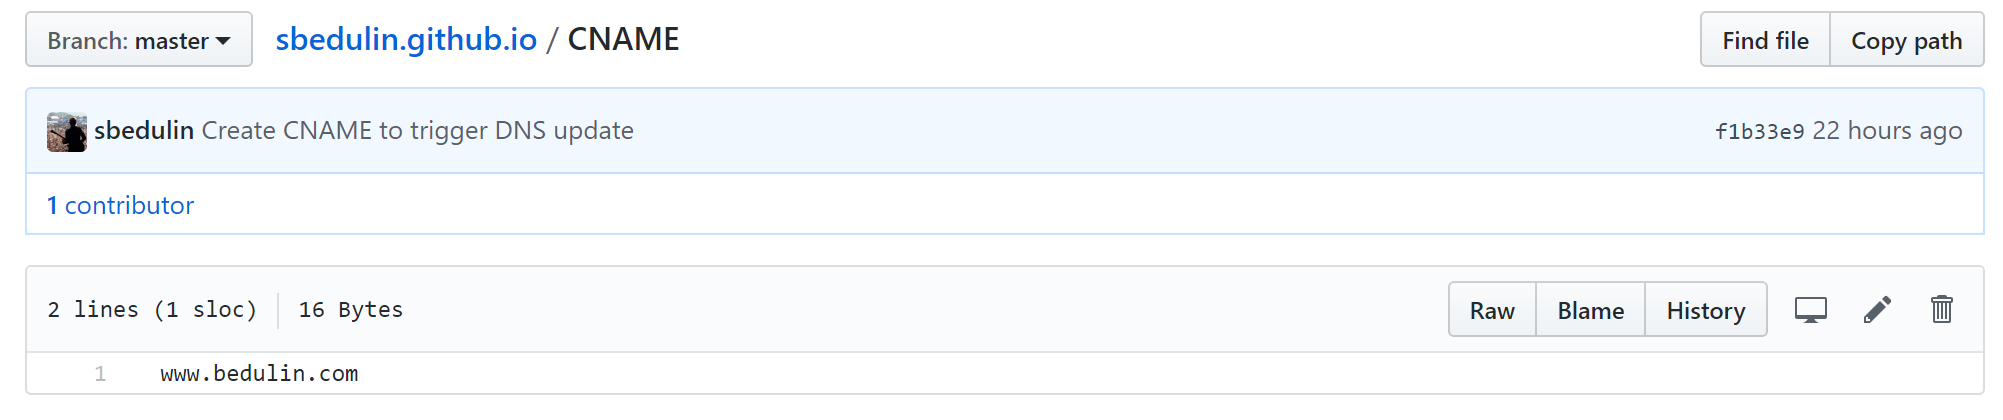 Branch: master sbedulin.github.io / CNAME Find file Copy path
sbedulin Create CNAME to trigger DNS update f1b33e9 22 hours ago
1 contributor
2 lines (1 sloc) 16 Bytes Raw Blame History
1 www.bedulin.com